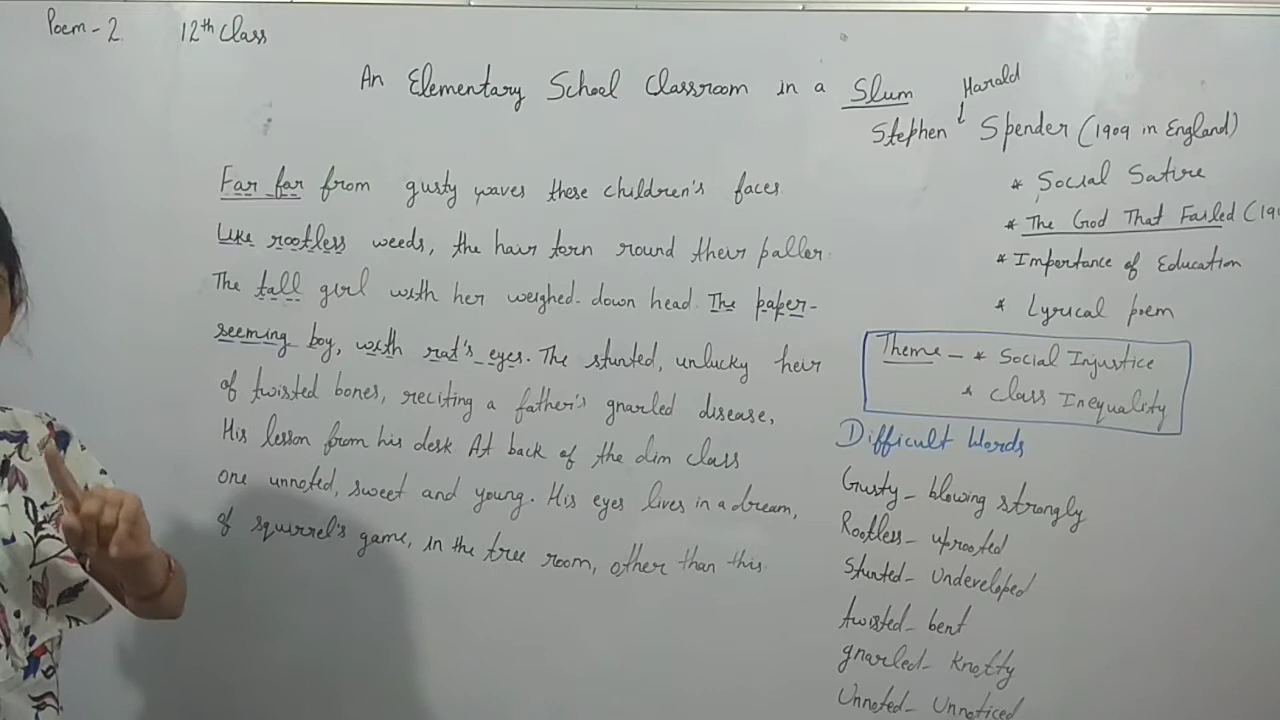 Poem - 2. 12th Class
An Elementary School Classroom in a Slum
Harold
Stephen ↓ Spender (1909 in England)
* Social Satire
* The God That Failed (19
* Importance of Education
* Lyrical poem
Far far from gusty waves these children's faces.
Like rootless weeds, the hair torn round their paller.
The tall girl with her weighed-down head. The paper-
seeming boy, with rat's eyes. The stunted, unlucky heir
of twisted bones, reciting a father's gnarled disease,
His lesson from his desk At back of the dim class
one unnoted, sweet and young. His eyes lives in a dream,
of squirrel's game, in the tree room, other than this.
Theme - * Social Injustice
* Class Inequality
Difficult Words
Gusty - blowing strongly
Rootless - uprooted
Stunted - Undeveloped
twisted - bent
gnarled - Knotty
Unnoted - Unnoticed